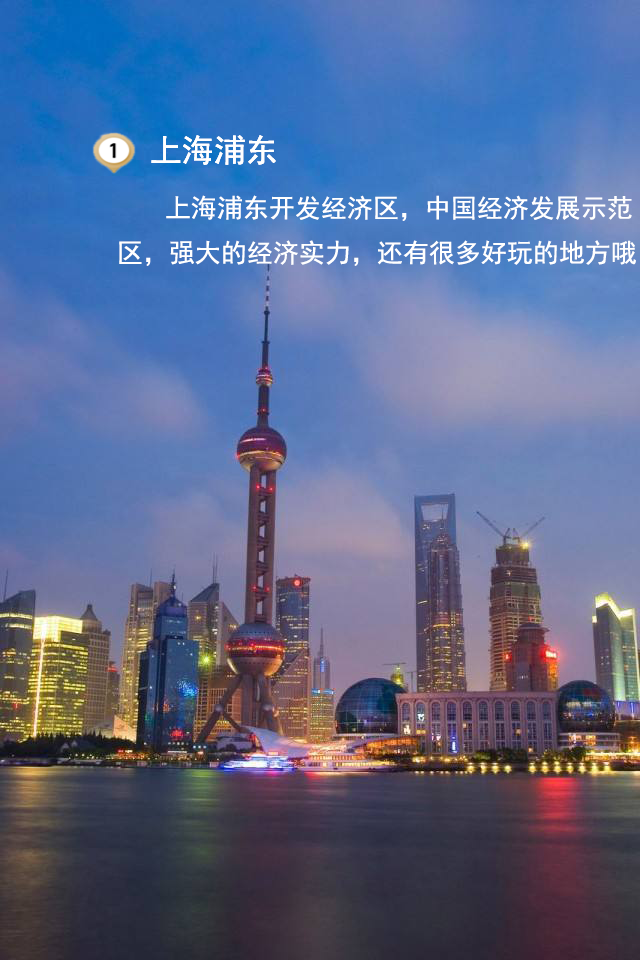 1 上海浦东
上海浦东开发经济区，中国经济发展示范
区，强大的经济实力，还有很多好玩的地方哦